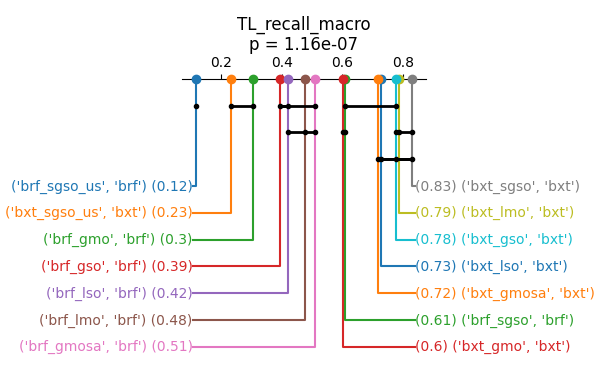 TL_recall_macro
p = 1.16e-07
0.2 0.4 0.6 0.8
('brf_sgso_us', 'brf') (0.12)
(0.83) ('bxt_sgso', 'bxt')
('bxt_sgso_us', 'bxt') (0.23)
(0.79) ('bxt_lmo', 'bxt')
('brf_gmo', 'brf') (0.3)
(0.78) ('bxt_gso', 'bxt')
('brf_gso', 'brf') (0.39)
(0.73) ('bxt_lso', 'bxt')
('brf_lso', 'brf') (0.42)
(0.72) ('bxt_gmosa', 'bxt')
('brf_lmo', 'brf') (0.48)
(0.61) ('brf_sgso', 'brf')
('brf_gmosa', 'brf') (0.51)
(0.6) ('bxt_gmo', 'bxt')